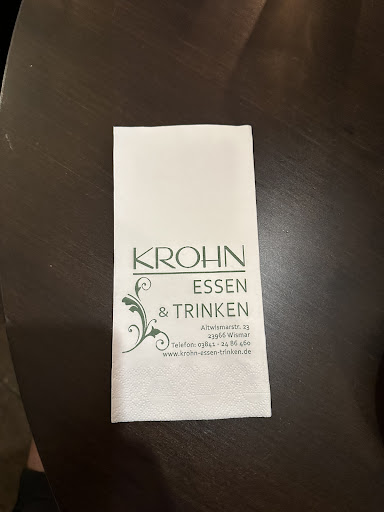 KROHN
ESSEN
& TRINKEN
Altwismarstr. 23
23966 Wismar
Telefon: 03841 - 24 86 460
www.krohn-essen-trinken.de